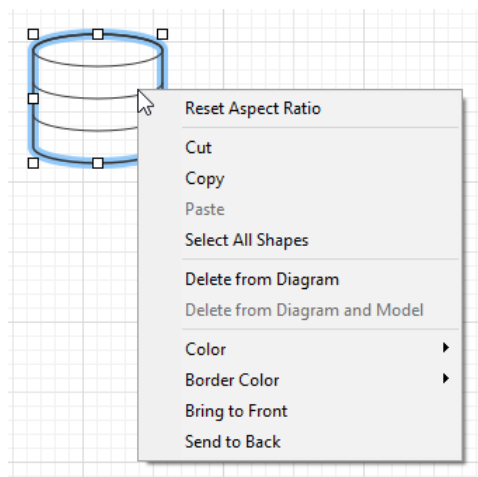 Reset Aspect Ratio
Cut
Copy
Paste
Select All Shapes
Delete from Diagram
Delete from Diagram and Model
Color
Border Color
Bring to Front
Send to Back